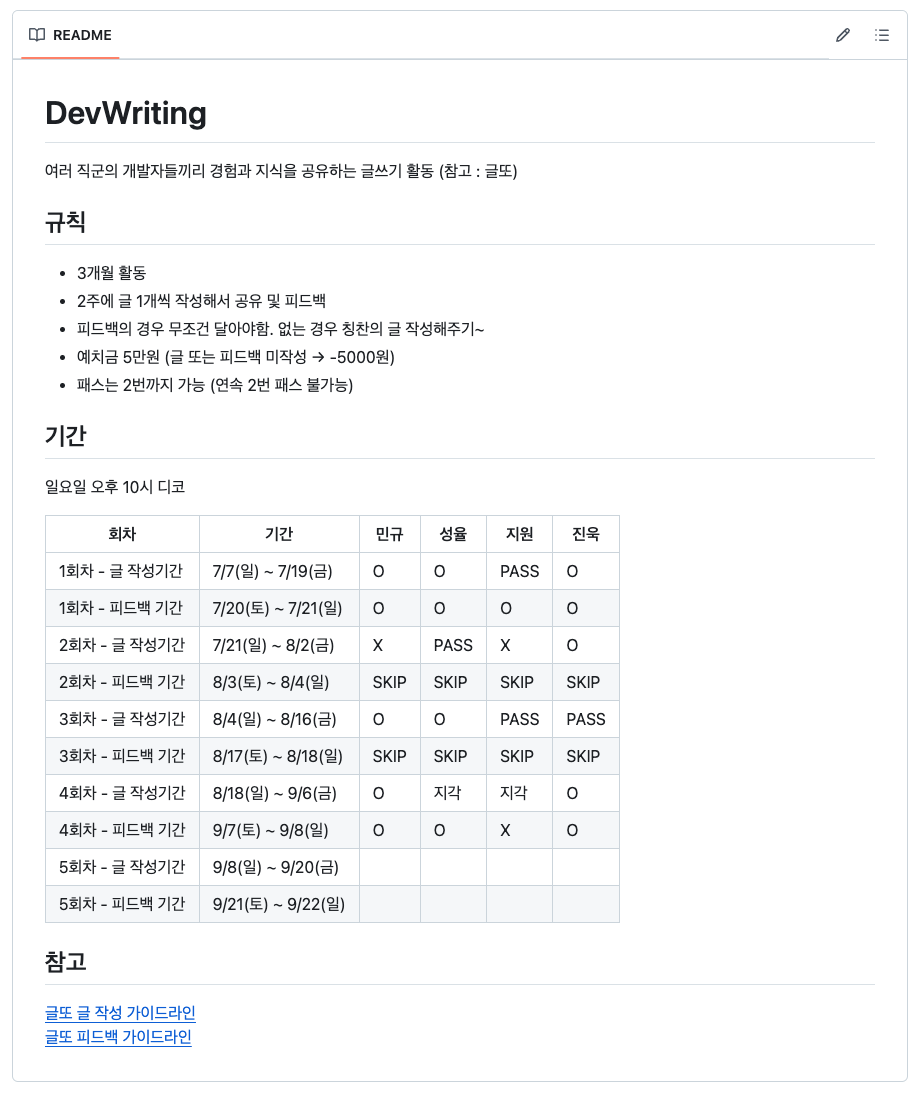 README
DevWriting
여러 직군의 개발자들끼리 경험과 지식을 공유하는 글쓰기 활동 (참고 : 글또)
규칙
• 3개월 활동
• 2주에 글 1개씩 작성해서 공유 및 피드백
• 피드백의 경우 무조건 달아야함. 없는 경우 칭찬의 글 작성해주기~
• 예치금 5만원 (글 또는 피드백 미작성 → -5000원)
• 패스는 2번까지 가능 (연속 2번 패스 불가능)
기간
일요일 오후 10시 디코
회차 기간 민규 성율 지원 진욱
1회차 - 글 작성기간 7/7(일) ~ 7/19(금) O O PASS O
1회차 - 피드백 기간 7/20(토) ~ 7/21(일) O O O O
2회차 - 글 작성기간 7/21(일) ~ 8/2(금) X PASS X O
2회차 - 피드백 기간 8/3(토) ~ 8/4(일) SKIP SKIP SKIP SKIP
3회차 - 글 작성기간 8/4(일) ~ 8/16(금) O O PASS PASS
3회차 - 피드백 기간 8/17(토) ~ 8/18(일) SKIP SKIP SKIP SKIP
4회차 - 글 작성기간 8/18(일) ~ 9/6(금) O 지각 지각 O
4회차 - 피드백 기간 9/7(토) ~ 9/8(일) O O X O
5회차 - 글 작성기간 9/8(일) ~ 9/20(금)
5회차 - 피드백 기간 9/21(토) ~ 9/22(일)
참고
글또 글 작성 가이드라인
글또 피드백 가이드라인